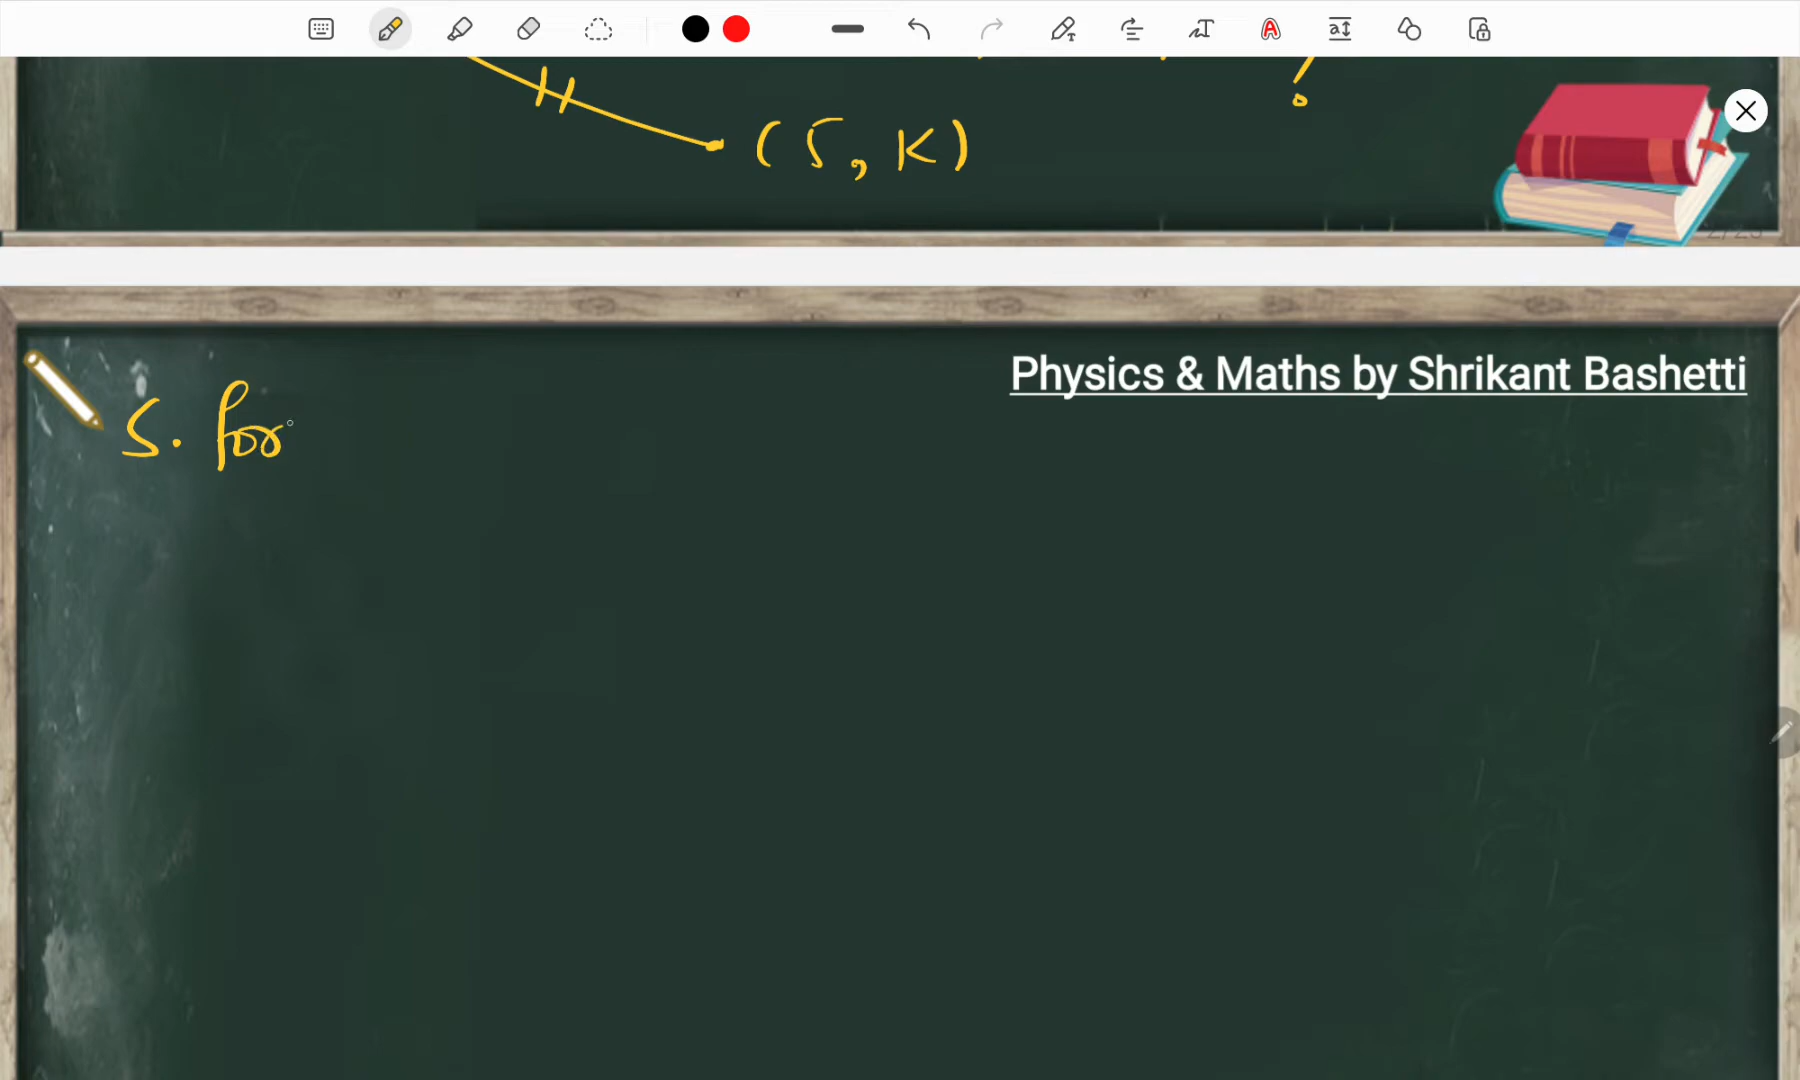 (5, K)
Physics & Maths by Shrikant Bashetti
S. for